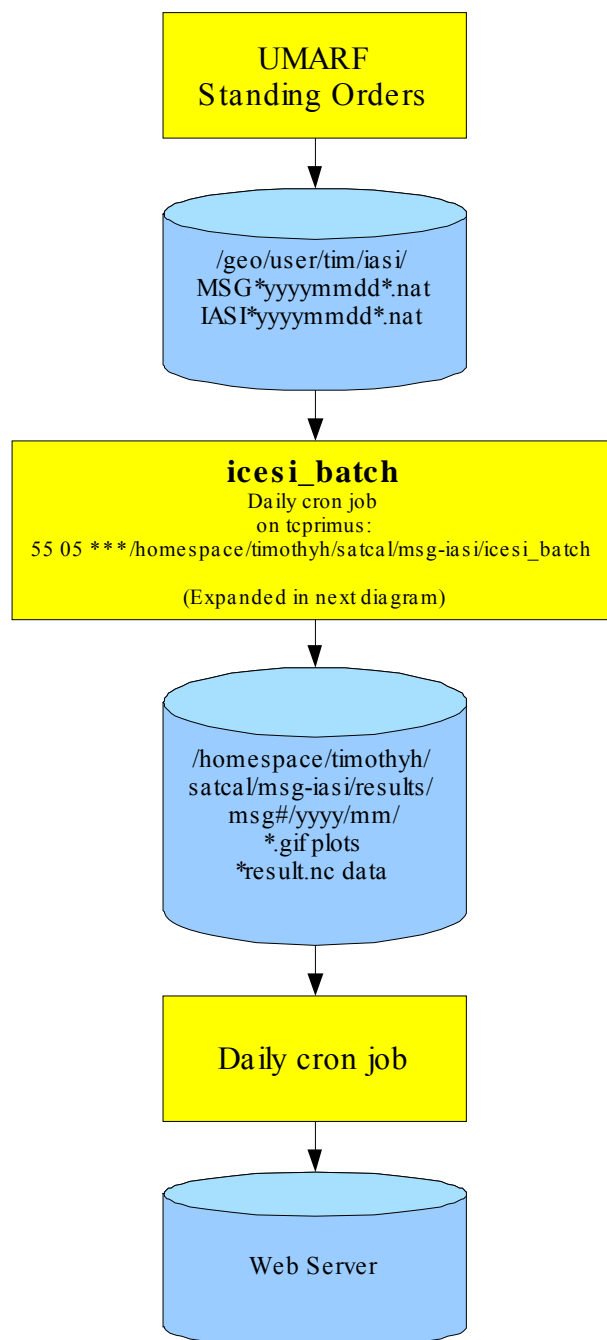 UMARF
Standing Orders
/geo/user/tim/iasi/
MSG*yyyymmdd*.nat
IASI*yyyymmdd*.nat
icesi_batch
Daily cron job
on tcprimus:
55 05 * * * /homespace/timothyh/satcal/msg-iasi/icesi_batch
(Expanded in next diagram)
/homespace/timothyh/
satcal/msg-iasi/results/
msg#/yyyy/mm/
*.gif plots
*result.nc data
Daily cron job
Web Server